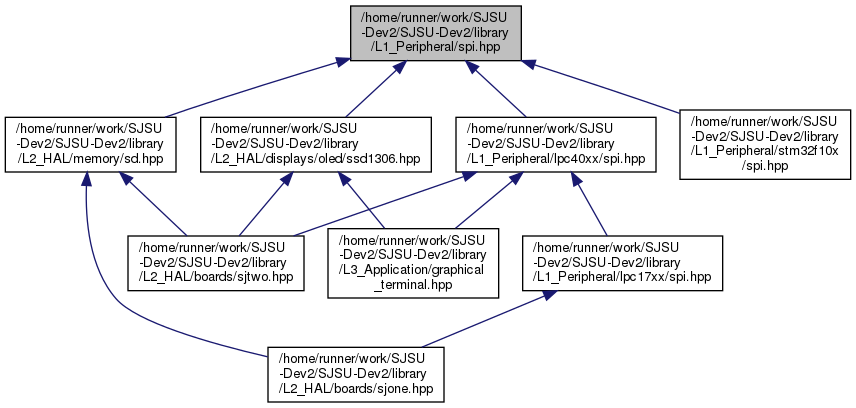 /home/runner/work/SJSU
-Dev2/SJSU-Dev2/library
/L1_Peripheral/spi.hpp
/home/runner/work/SJSU
-Dev2/SJSU-Dev2/library
/L2_HAL/memory/sd.hpp
/home/runner/work/SJSU
-Dev2/SJSU-Dev2/library
/L2_HAL/displays/oled/ssd1306.hpp
/home/runner/work/SJSU
-Dev2/SJSU-Dev2/library
/L1_Peripheral/lpc40xx/spi.hpp
/home/runner/work/SJSU
-Dev2/SJSU-Dev2/library
/L1_Peripheral/stm32f10x
/spi.hpp
/home/runner/work/SJSU
-Dev2/SJSU-Dev2/library
/L2_HAL/boards/sjtwo.hpp
/home/runner/work/SJSU
-Dev2/SJSU-Dev2/library
/L3_Application/graphical
_terminal.hpp
/home/runner/work/SJSU
-Dev2/SJSU-Dev2/library
/L1_Peripheral/lpc17xx/spi.hpp
/home/runner/work/SJSU
-Dev2/SJSU-Dev2/library
/L2_HAL/boards/sjone.hpp